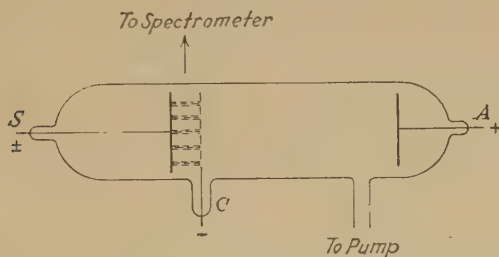 To Spectrometer
S
±
A
+
C
-
To Pump